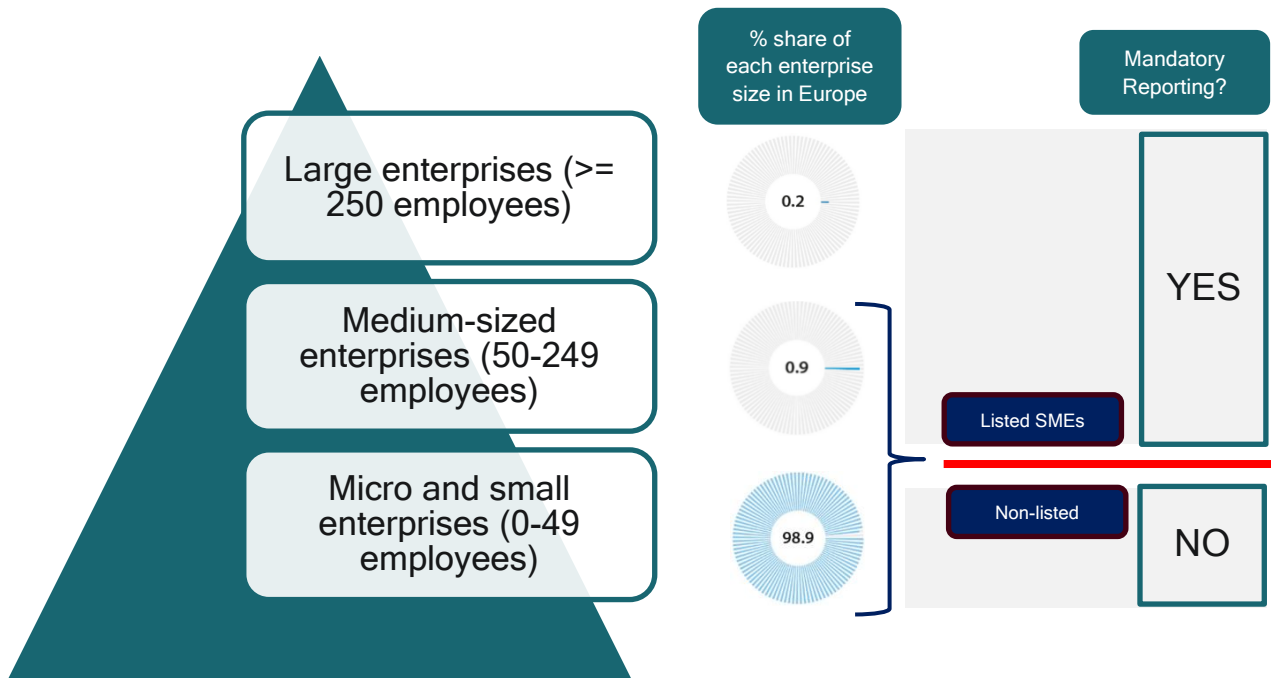 % share of
each enterprise
size in Europe
Mandatory
Reporting?
Large enterprises (>=
250 employees)
0.2
YES
Medium-sized
enterprises (50-249
employees)
0.9
Listed SMEs
Micro and small
enterprises (0-49
employees)
98.9
Non-listed
NO